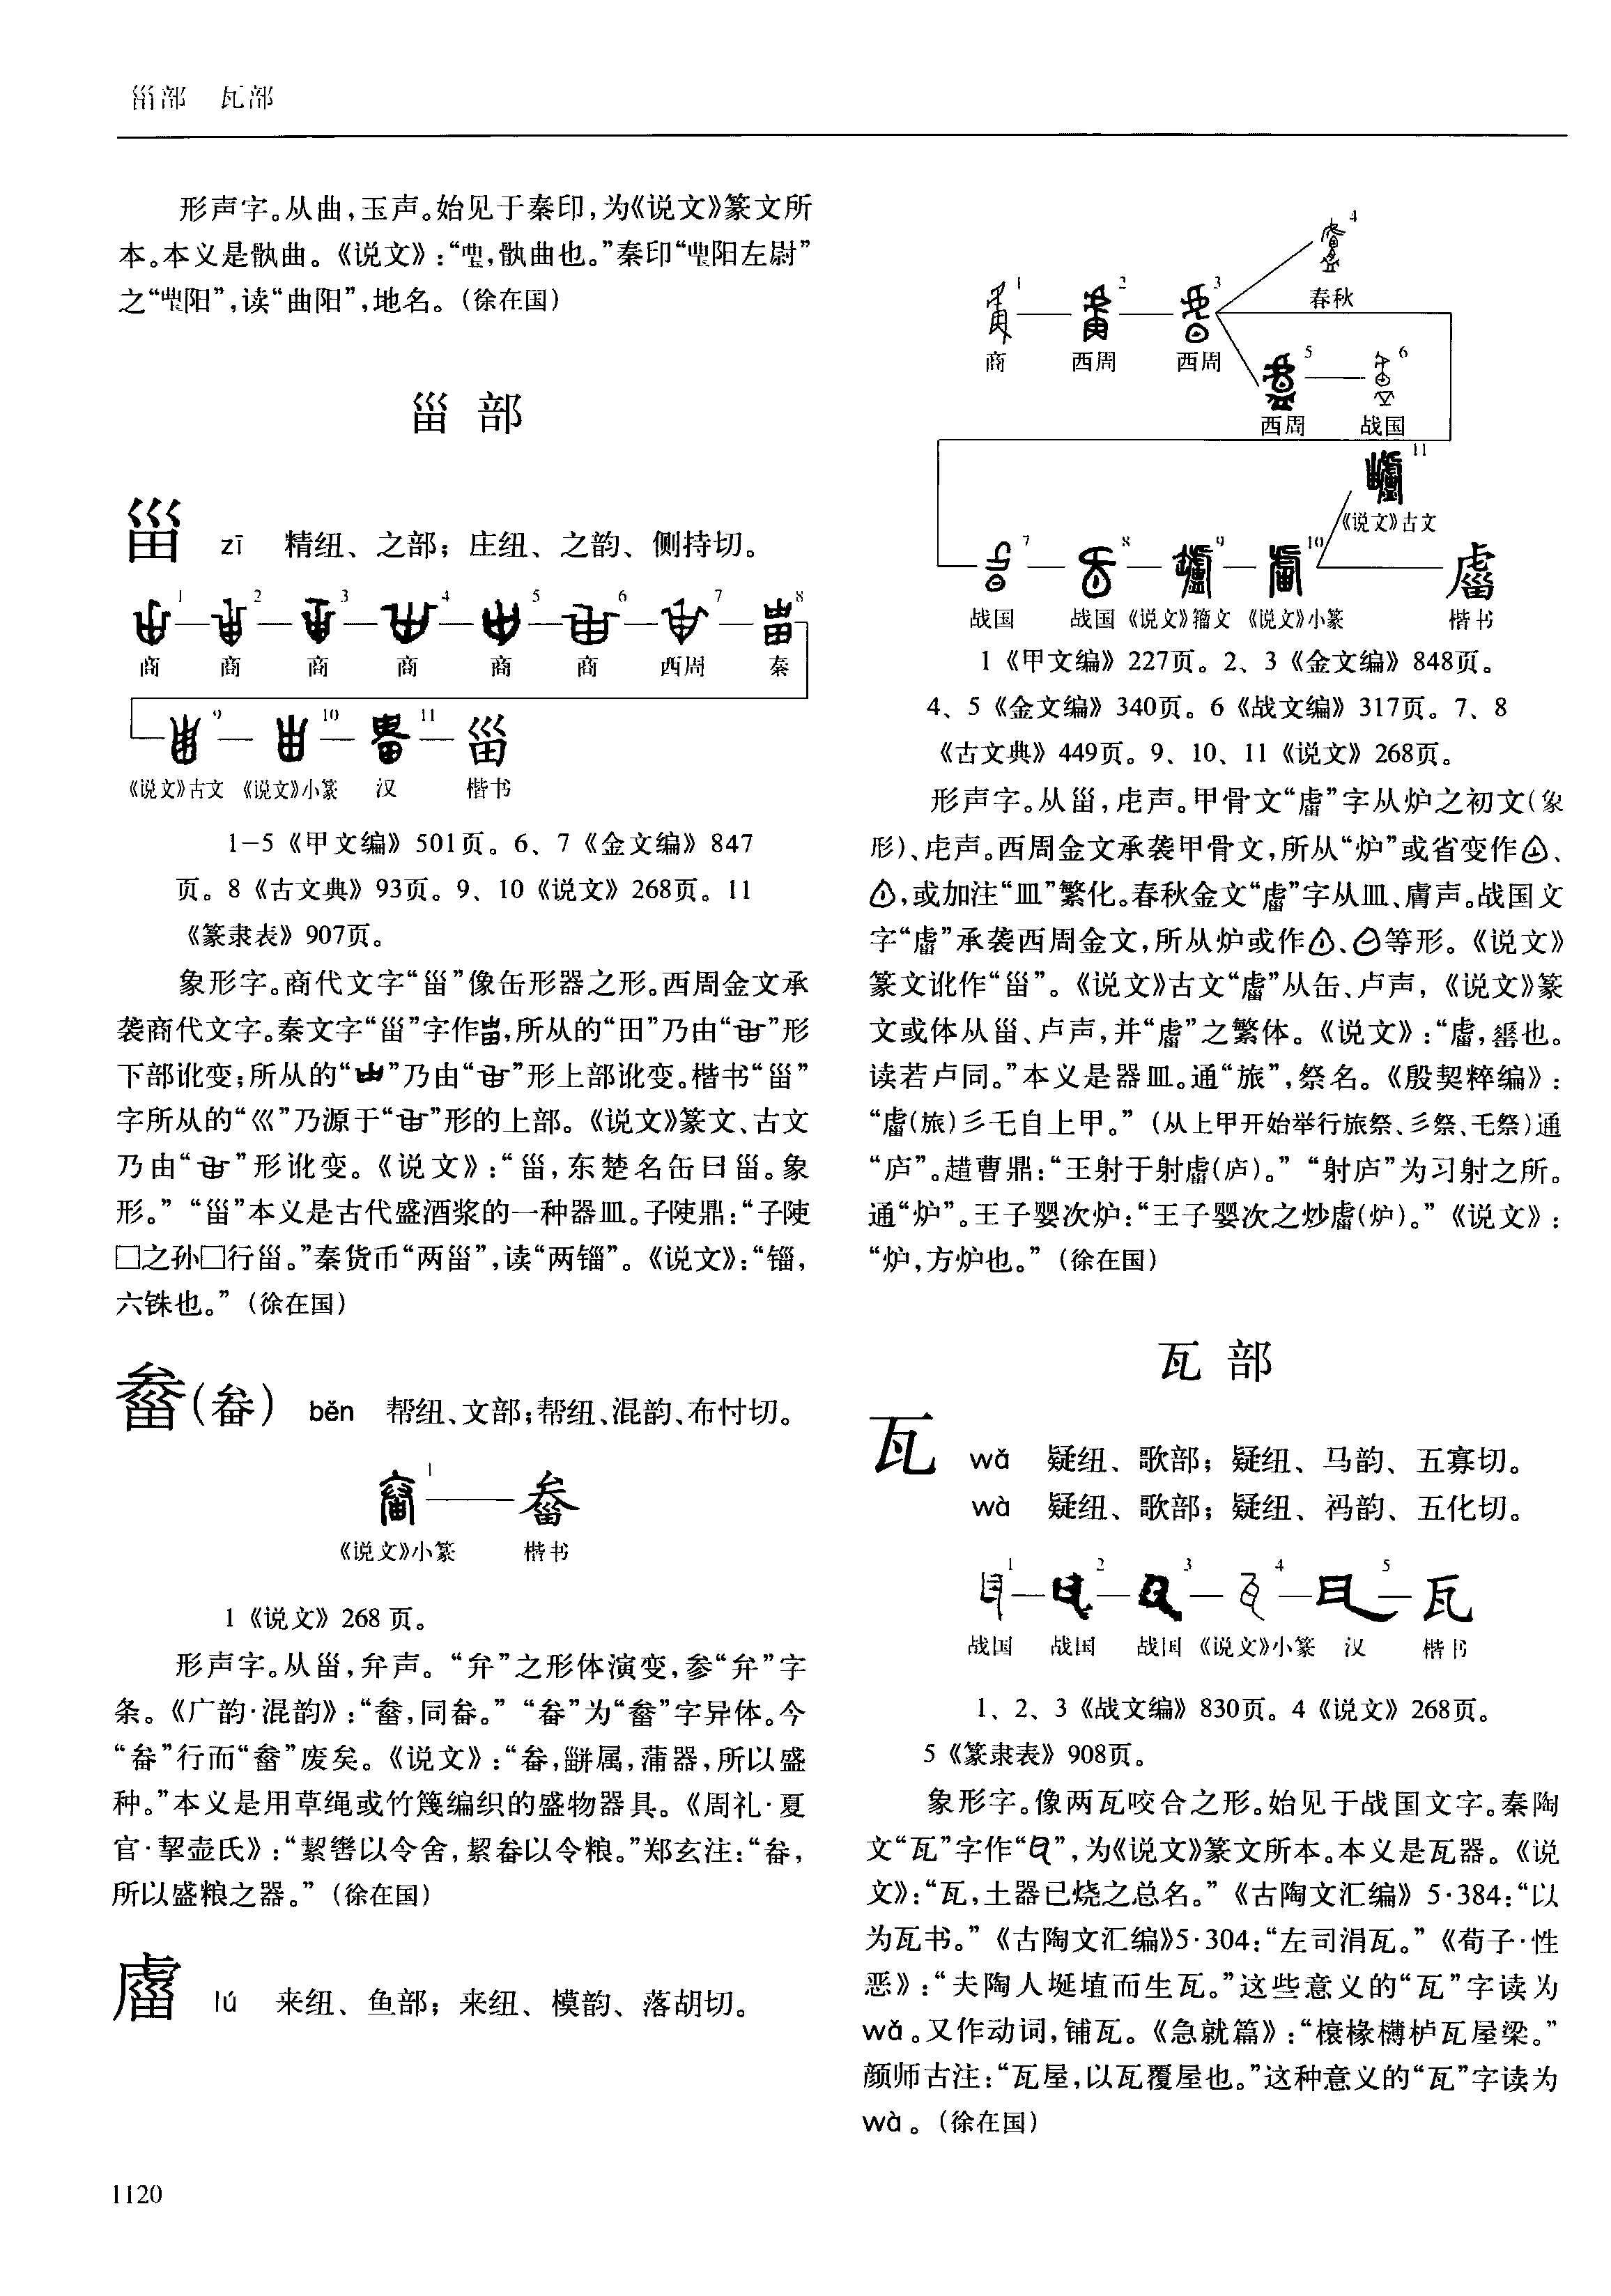 甾部　瓦部
形声字。从曲，玉声。始见于秦印，为《说文》篆文所
本。本义是骫曲。《说文》：“，骫曲也。”秦印“阳左尉”
之“阳”，读“曲阳”，地名。（徐在国）
甾 部
甾 zī 精纽、之部；庄纽、之韵、侧持切。
1 2 3 4 5 6 7 8
商 商 商 商 商 商 西周 秦
9 10 11 甾
《说文》古文 《说文》小篆 汉 楷书
1—5《甲文编》501页。6、7《金文编》847
页。8《古文典》93页。9、10《说文》268页。11
《篆隶表》907页。
象形字。商代文字“甾”像缶形器之形。西周金文承
袭商代文字。秦文字“甾”字作，所从的“田”乃由“”形
下部讹变；所从的“”乃由“”形上部讹变。楷书“甾”
字所从的“巛”乃源于“”形的上部。《说文》篆文、古文
乃由“”形讹变。《说文》：“甾，东楚名缶曰甾。象
形。”“甾”本义是古代盛酒浆的一种器皿。子陕鼎：“子陕
□之孙□行甾。”秦货币“两甾”，读“两锱”。《说文》：“锱，
六铢也。”（徐在国）
（畚） běn 帮纽、文部；帮纽、混韵、布忖切。
1
《说文》小篆 楷书
1《说文》268 页。
形声字。从甾，弁声。“弁”之形体演变，参“弁”字
条。《广韵·混韵》：“，同畚。”“畚”为“”字异体。今
“畚”行而“”废矣。《说文》：“畚，属，蒲器，所以盛
种。”本义是用草绳或竹篾编织的盛物器具。《周礼·夏
官·挈壶氏》：“絜辔以令舍，絜畚以令粮。”郑玄注：“畚，
所以盛粮之器。”（徐在国）
䖒 lú 来纽、鱼部；来纽、模韵、落胡切。
1 2 3 4
春秋
商 西周 西周
5 6
西周 战国
11
《说文》古文
7 8 9 10
战国 战国 《说文》籀文 《说文》小篆 楷书
1《甲文编》227页。2、3《金文编》848页。
4、5《金文编》340页。6《战文编》317页。7、8
《古文典》449页。9、10、11《说文》268页。
形声字。从甾，虍声。甲骨文“”字从炉之初文（象
形）、虍声。西周金文承袭甲骨文，所从“炉”或省变作、
，或加注“皿”繁化。春秋金文“”字从皿、膚声。战国文
字“”承袭西周金文，所从炉或作、等形。《说文》
篆文讹作“甾”。《说文》古文“”从缶、卢声，《说文》篆
文或体从甾、卢声，并“”之繁体。《说文》：“，罂也。
读若卢同。”本义是器皿。通“旅”，祭名。《殷契粹编》：
“（旅）彡乇自上甲。”（从上甲开始举行旅祭、彡祭、乇祭）通
“庐”。趞曹鼎：“王射于射（庐）。”“射庐”为习射之所。
通“炉”。王子婴次炉：“王子婴次之炒（炉）。”《说文》：
“炉，方炉也。”（徐在国）
瓦 部
瓦 wǎ 疑纽、歌部；疑纽、马韵、五寡切。
wà 疑纽、歌部；疑纽、祃韵、五化切。
1 2 3 4 5 瓦
战国 战国 战国 《说文》小篆 汉 楷书
1、2、3《战文编》830页。4《说文》268页。
5《篆隶表》908页。
象形字。像两瓦咬合之形。始见于战国文字。秦陶
文“瓦”字作“”，为《说文》篆文所本。本义是瓦器。《说
文》：“瓦，土器已烧之总名。”《古陶文汇编》5·384：“以
为瓦书。”《古陶文汇编》5·304：“左司涓瓦。”《荀子·性
恶》：“夫陶人埏埴而生瓦。”这些意义的“瓦”字读为
wǎ。又作动词，铺瓦。《急就篇》：“榱椽欂栌瓦屋梁。”
颜师古注：“瓦屋，以瓦覆屋也。”这种意义的“瓦”字读为
wà。（徐在国）
1120